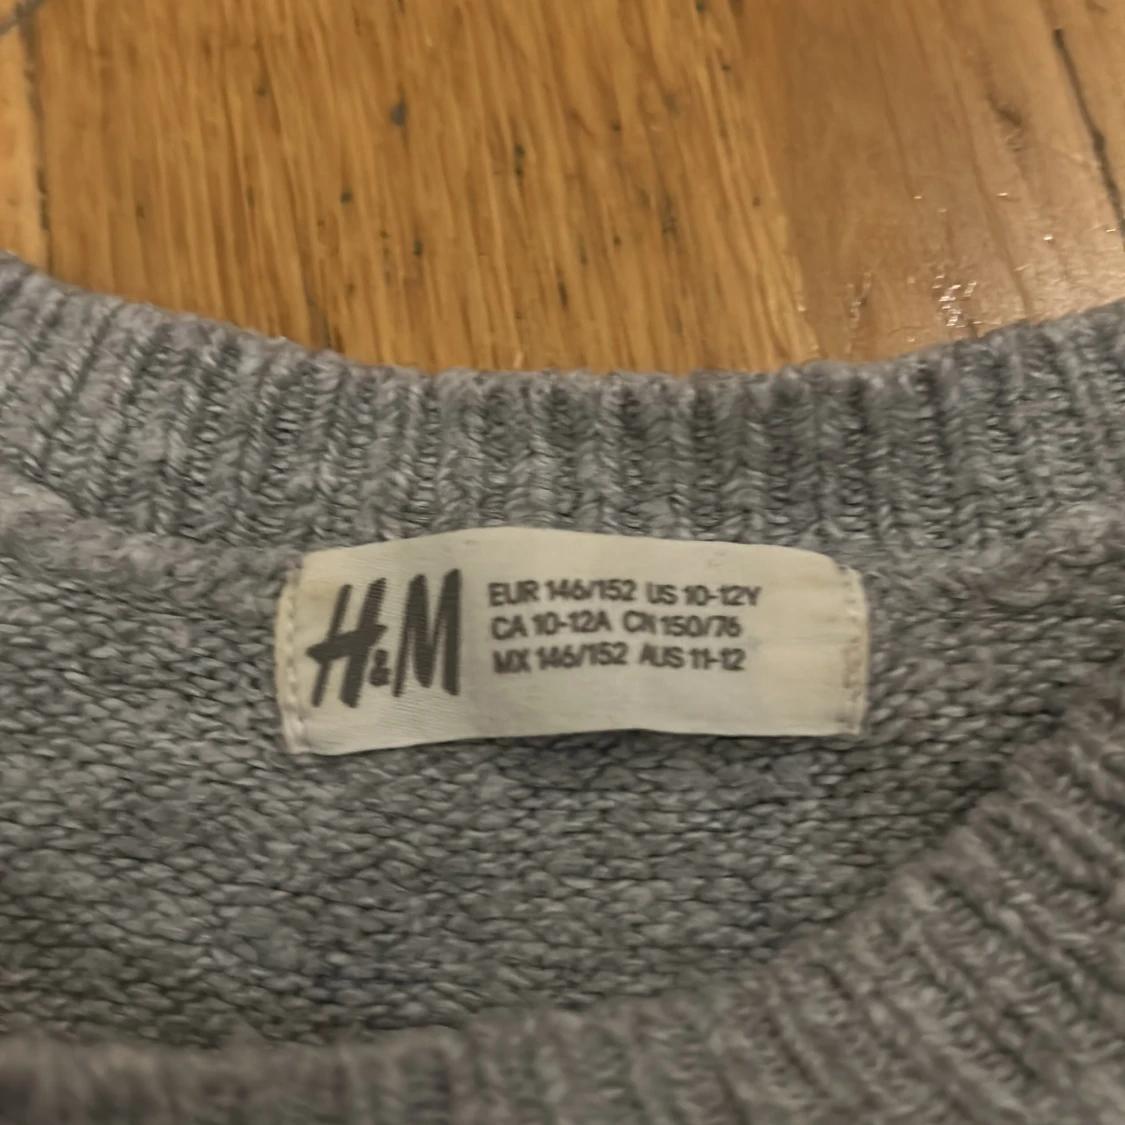 H&M
EUR 146/152 US 10-12Y
CA 10-12A CN 150/76
MX 146/152 AUS 11-12